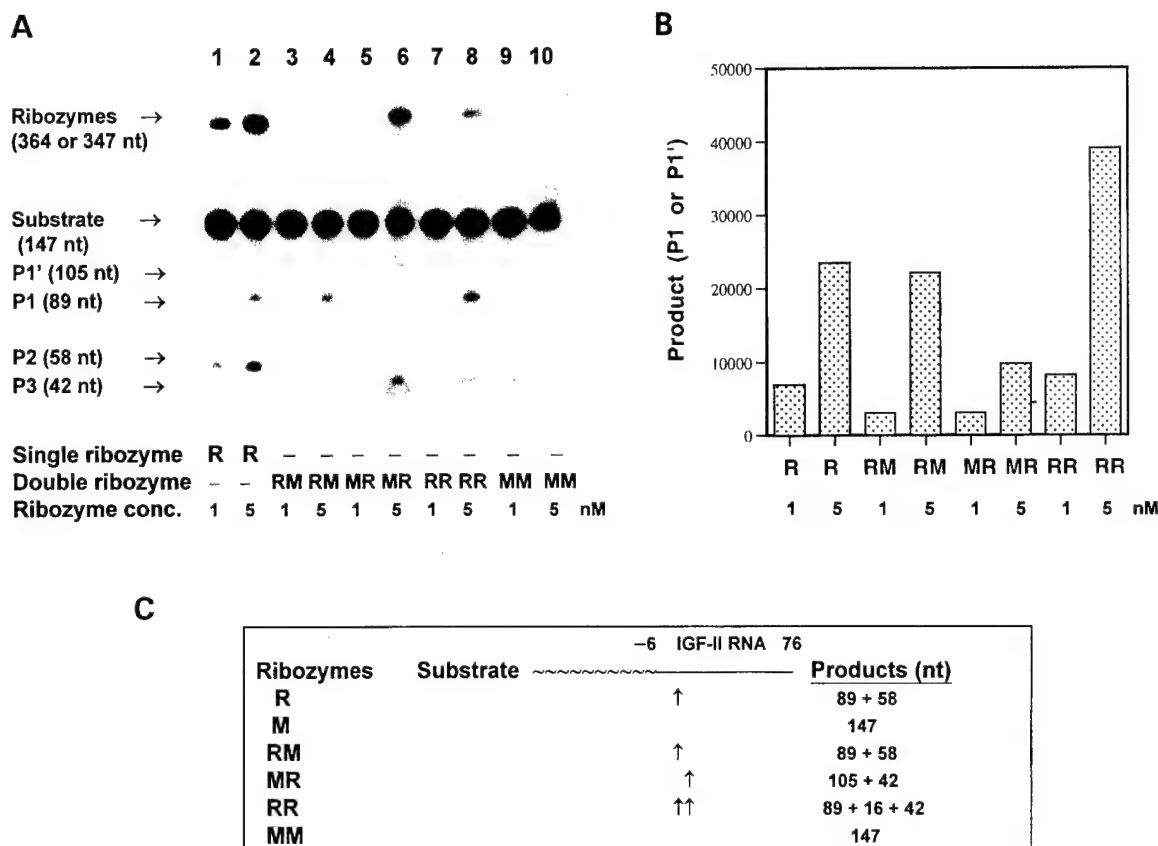 A
1 2 3 4 5 6 7 8 9 10
Ribozymes →
(364 or 347 nt)
Substrate →
(147 nt)
P1' (105 nt) →
P1 (89 nt) →
P2 (58 nt) →
P3 (42 nt) →
Single ribozyme R R – – – – – – – –
Double ribozyme – – RM RM MR MR RR RR MM MM
Ribozyme conc. 1 5 1 5 1 5 1 5 1 5 nM
B
Product (P1 or P1')
50000
40000
30000
20000
10000
0
R R RM RM MR MR RR RR
1 5 1 5 1 5 1 5 nM
C
–6 IGF-II RNA 76
Ribozymes Substrate ~~~~~~~~~~ Products (nt)
R ↑ 89 + 58
M 147
RM ↑ 89 + 58
MR ↑ 105 + 42
RR ↑↑ 89 + 16 + 42
MM 147